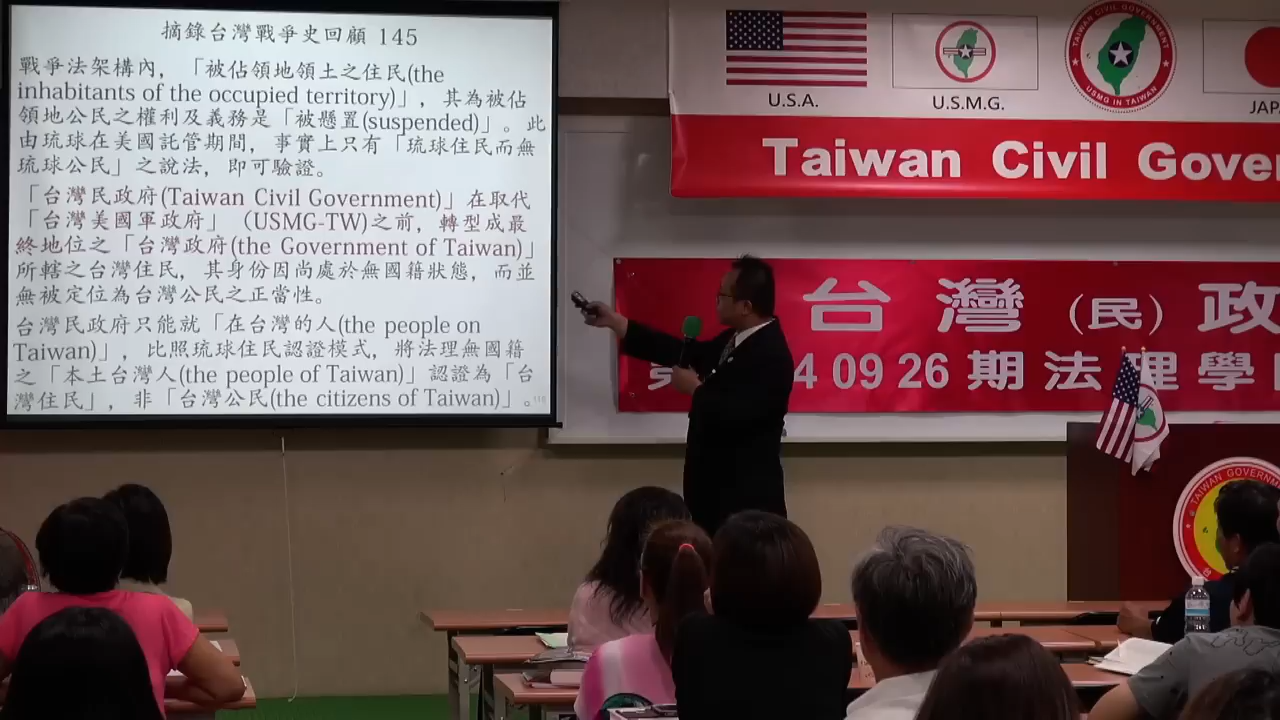 摘錄台灣戰爭史回顧 145
戰爭法架構內，「被佔領地領土之住民(the
inhabitants of the occupied territory)」，其為被佔
領地公民之權利及義務是「被懸置(suspended)」。此
由琉球在美國託管期間，事實上只有「琉球住民而無
琉球公民」之說法，即可驗證。
「台灣民政府(Taiwan Civil Government)」在取代
「台灣美國軍政府」（USMG-TW)之前，轉型成最
終地位之「台灣政府(the Government of Taiwan)」
所轄之台灣住民，其身份因尚處於無國籍狀態，而並
無被定位為台灣公民之正當性。
台灣民政府只能就「在台灣的人(the people on
Taiwan)」，比照琉球住民認證模式，將法理無國籍
之「本土台灣人(the people of Taiwan)」認證為「台
灣住民」，非「台灣公民(the citizens of Taiwan)」。
U.S.A.
U.S.M.G.
TAIWAN CIVIL GOVERNMENT
USMG IN TAIWAN
JAP
Taiwan Civil Gover
台灣（民）政
4 09 26 期法理學
TAIWAN GOVERNMENT